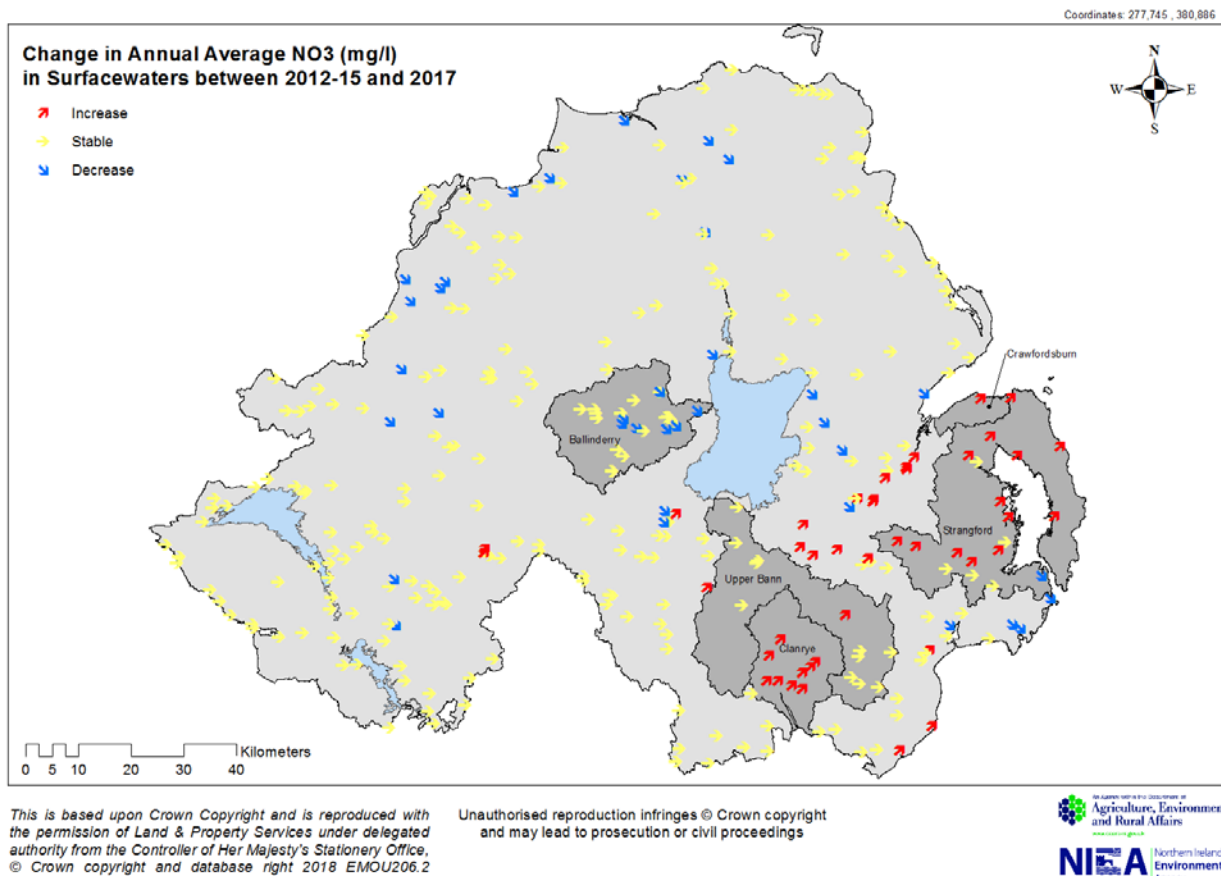 Coordinates: 277,745 , 380,886
Change in Annual Average NO3 (mg/l)
in Surfacewaters between 2012-15 and 2017
Increase
Stable
Decrease
N
W
E
S
Crawfordsburn
Ballinderry
Strangford
Upper Bann
Clanrye
Kilometers
0 5 10 20 30 40
This is based upon Crown Copyright and is reproduced with
the permission of Land & Property Services under delegated
authority from the Controller of Her Majesty's Stationery Office,
© Crown copyright and database right 2018 EMOU206.2
Unauthorised reproduction infringes © Crown copyright
and may lead to prosecution or civil proceedings
Agriculture, Environmen
and Rural Affairs
NIEA
Northern Ireland
Environment